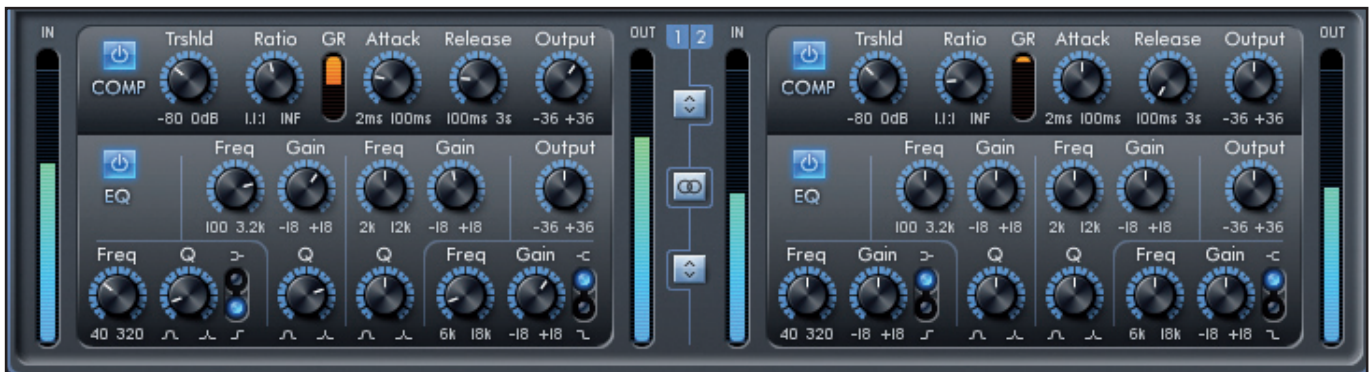 IN OUT 1 2 IN OUT
Trshld Ratio GR Attack Release Output Trshld Ratio GR Attack Release Output
COMP COMP
-80 0dB 1.1:1 INF 2ms 100ms 100ms 3s -36 +36 -80 0dB 1.1:1 INF 2ms 100ms 100ms 3s -36 +36
Freq Gain Freq Gain Output Freq Gain Freq Gain Output
EQ EQ
100 3.2k -18 +18 2k 12k -18 +18 -36 +36 100 3.2k -18 +18 2k 12k -18 +18 -36 +36
Freq Q Q Q Freq Gain Freq Gain Q Q Freq Gain
40 320 6k 18k -18 +18 40 320 -18 +18 6k 18k -18 +18